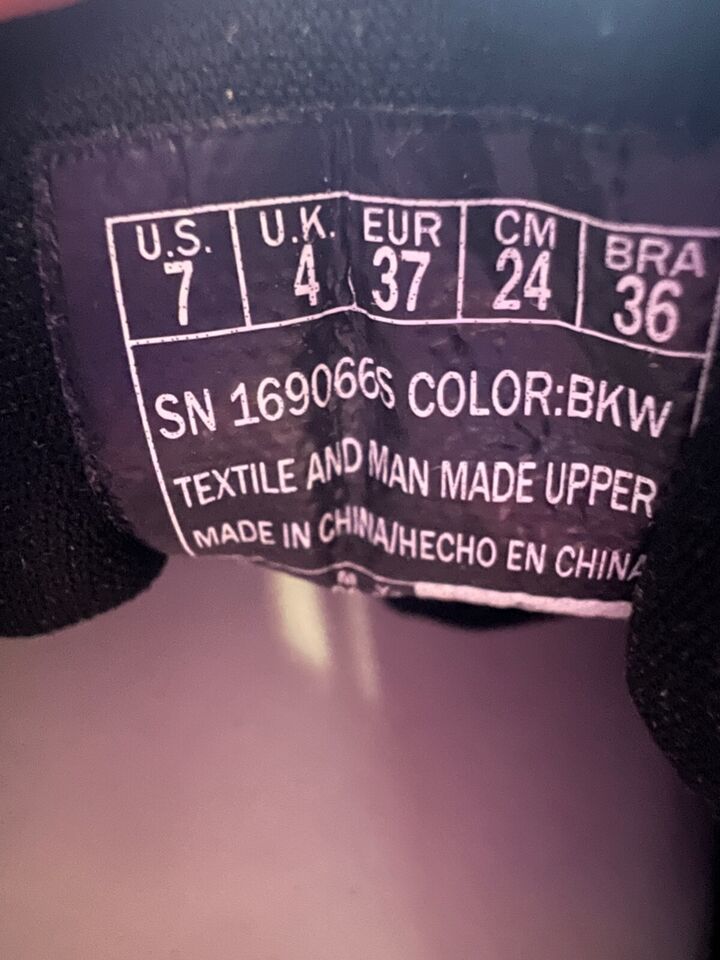 U.S. U.K. EUR CM BRA
7 4 37 24 36
SN 169066S COLOR:BKW
TEXTILE AND MAN MADE UPPER
MADE IN CHINA/HECHO EN CHINA